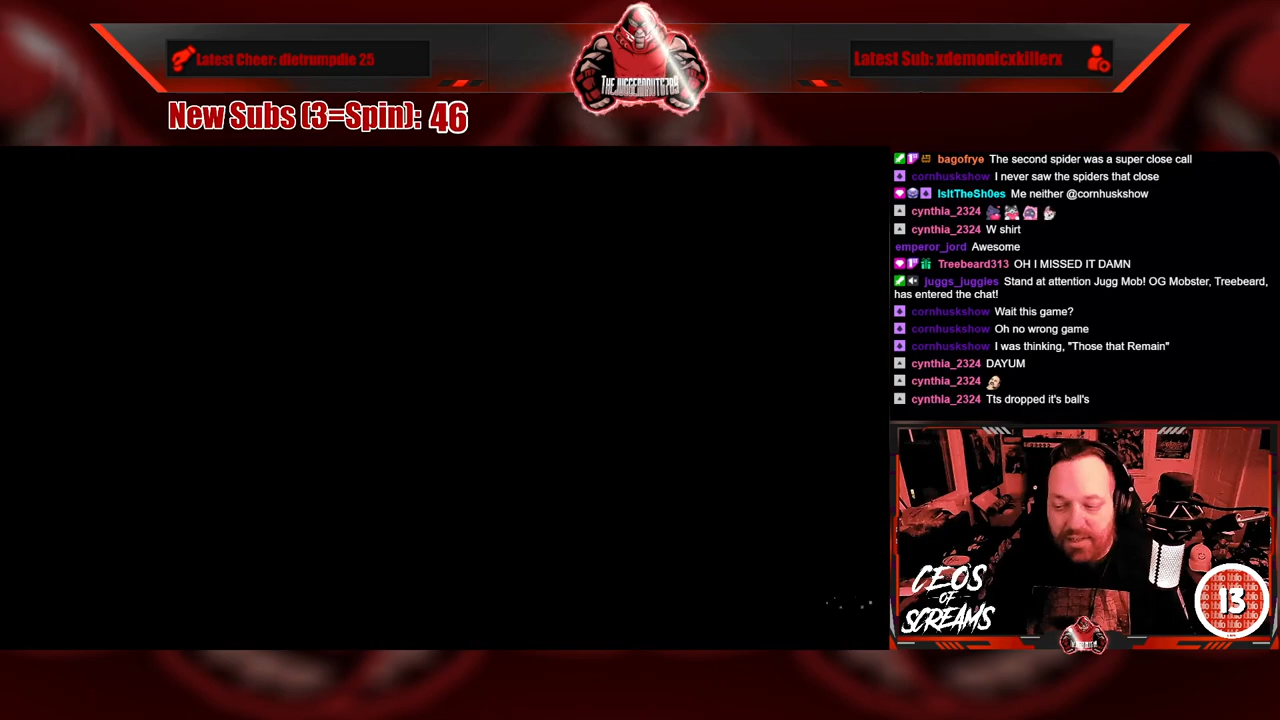 Latest Cheer: dietrumpdie 25
THEJUGGERNAUT6789
Latest Sub: xdemonicxkillerx
New Subs (3=Spin): 46
bagofrye The second spider was a super close call
cornhuskshow I never saw the spiders that close
IsItTheSh0es Me neither @cornhuskshow
cynthia_2324
cynthia_2324 W shirt
emperor_jord Awesome
Treebeard313 OH I MISSED IT DAMN
juggs_juggles Stand at attention Jugg Mob! OG Mobster, Treebeard,
has entered the chat!
cornhuskshow Wait this game?
cornhuskshow Oh no wrong game
cornhuskshow I was thinking, "Those that Remain"
cynthia_2324 DAYUM
cynthia_2324
cynthia_2324 Tts dropped it's ball's
CEOS
OF
SCREAMS
13